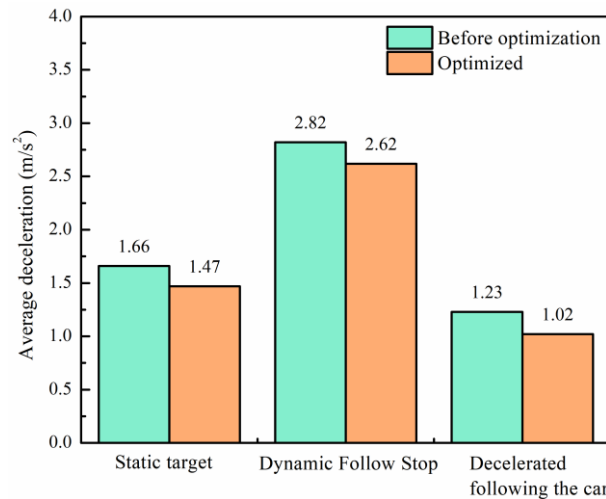 Before optimization
Optimized
Average deceleration (m/s²)
4.0
3.5
3.0
2.5
2.0
1.5
1.0
0.5
0.0
1.66
1.47
2.82
2.62
1.23
1.02
Static target
Dynamic Follow Stop
Decelerated
following the car